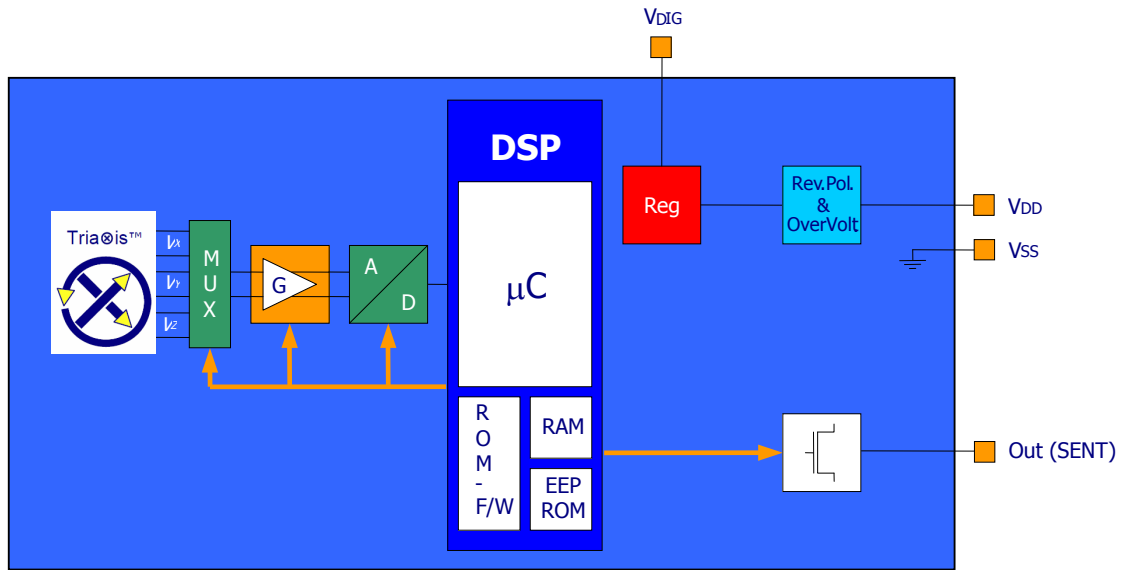 VDIG
DSP
Rev.Pol.
&
OverVolt
Reg
VDD
VSS
Tria⊗is™
VX
VY
VZ
M
U
X
G
A
D
μC
R
O
M
-
F/W
RAM
EEP
ROM
Out (SENT)